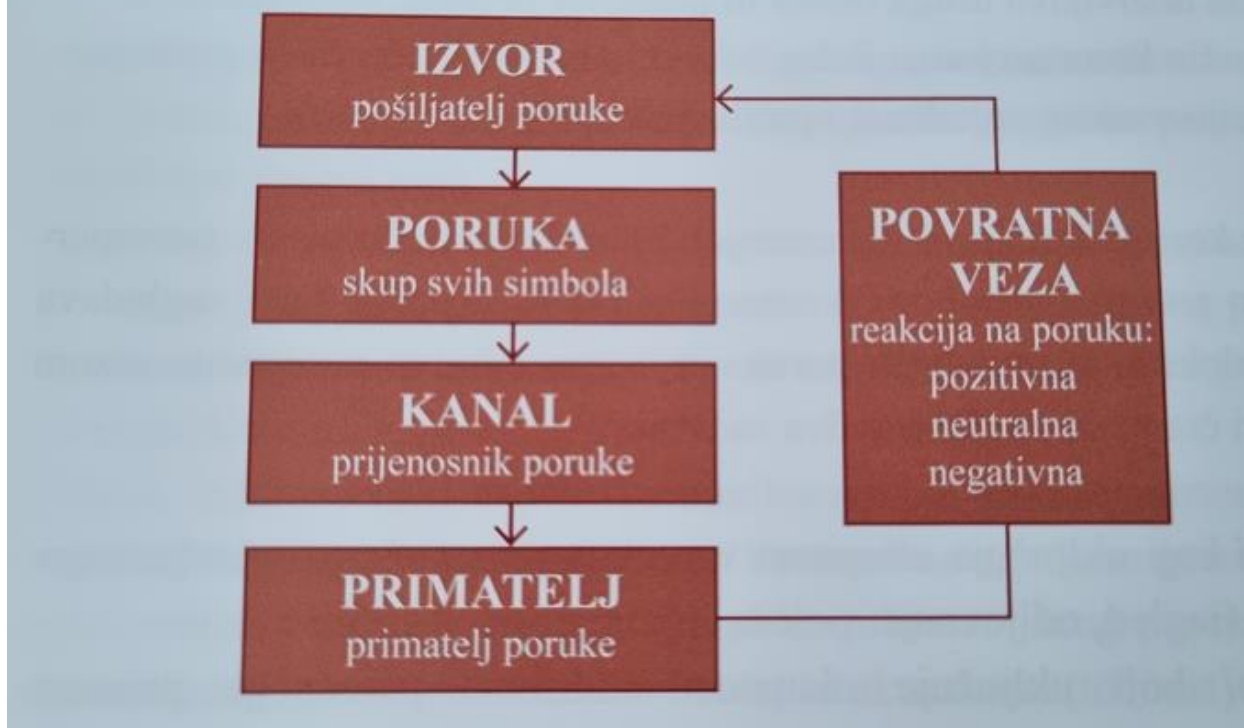 IZVOR
pošiljatelj poruke
PORUKA
skup svih simbola
KANAL
prijenosnik poruke
PRIMATELJ
primatelj poruke
POVRATNA
VEZA
reakcija na poruku:
pozitivna
neutralna
negativna